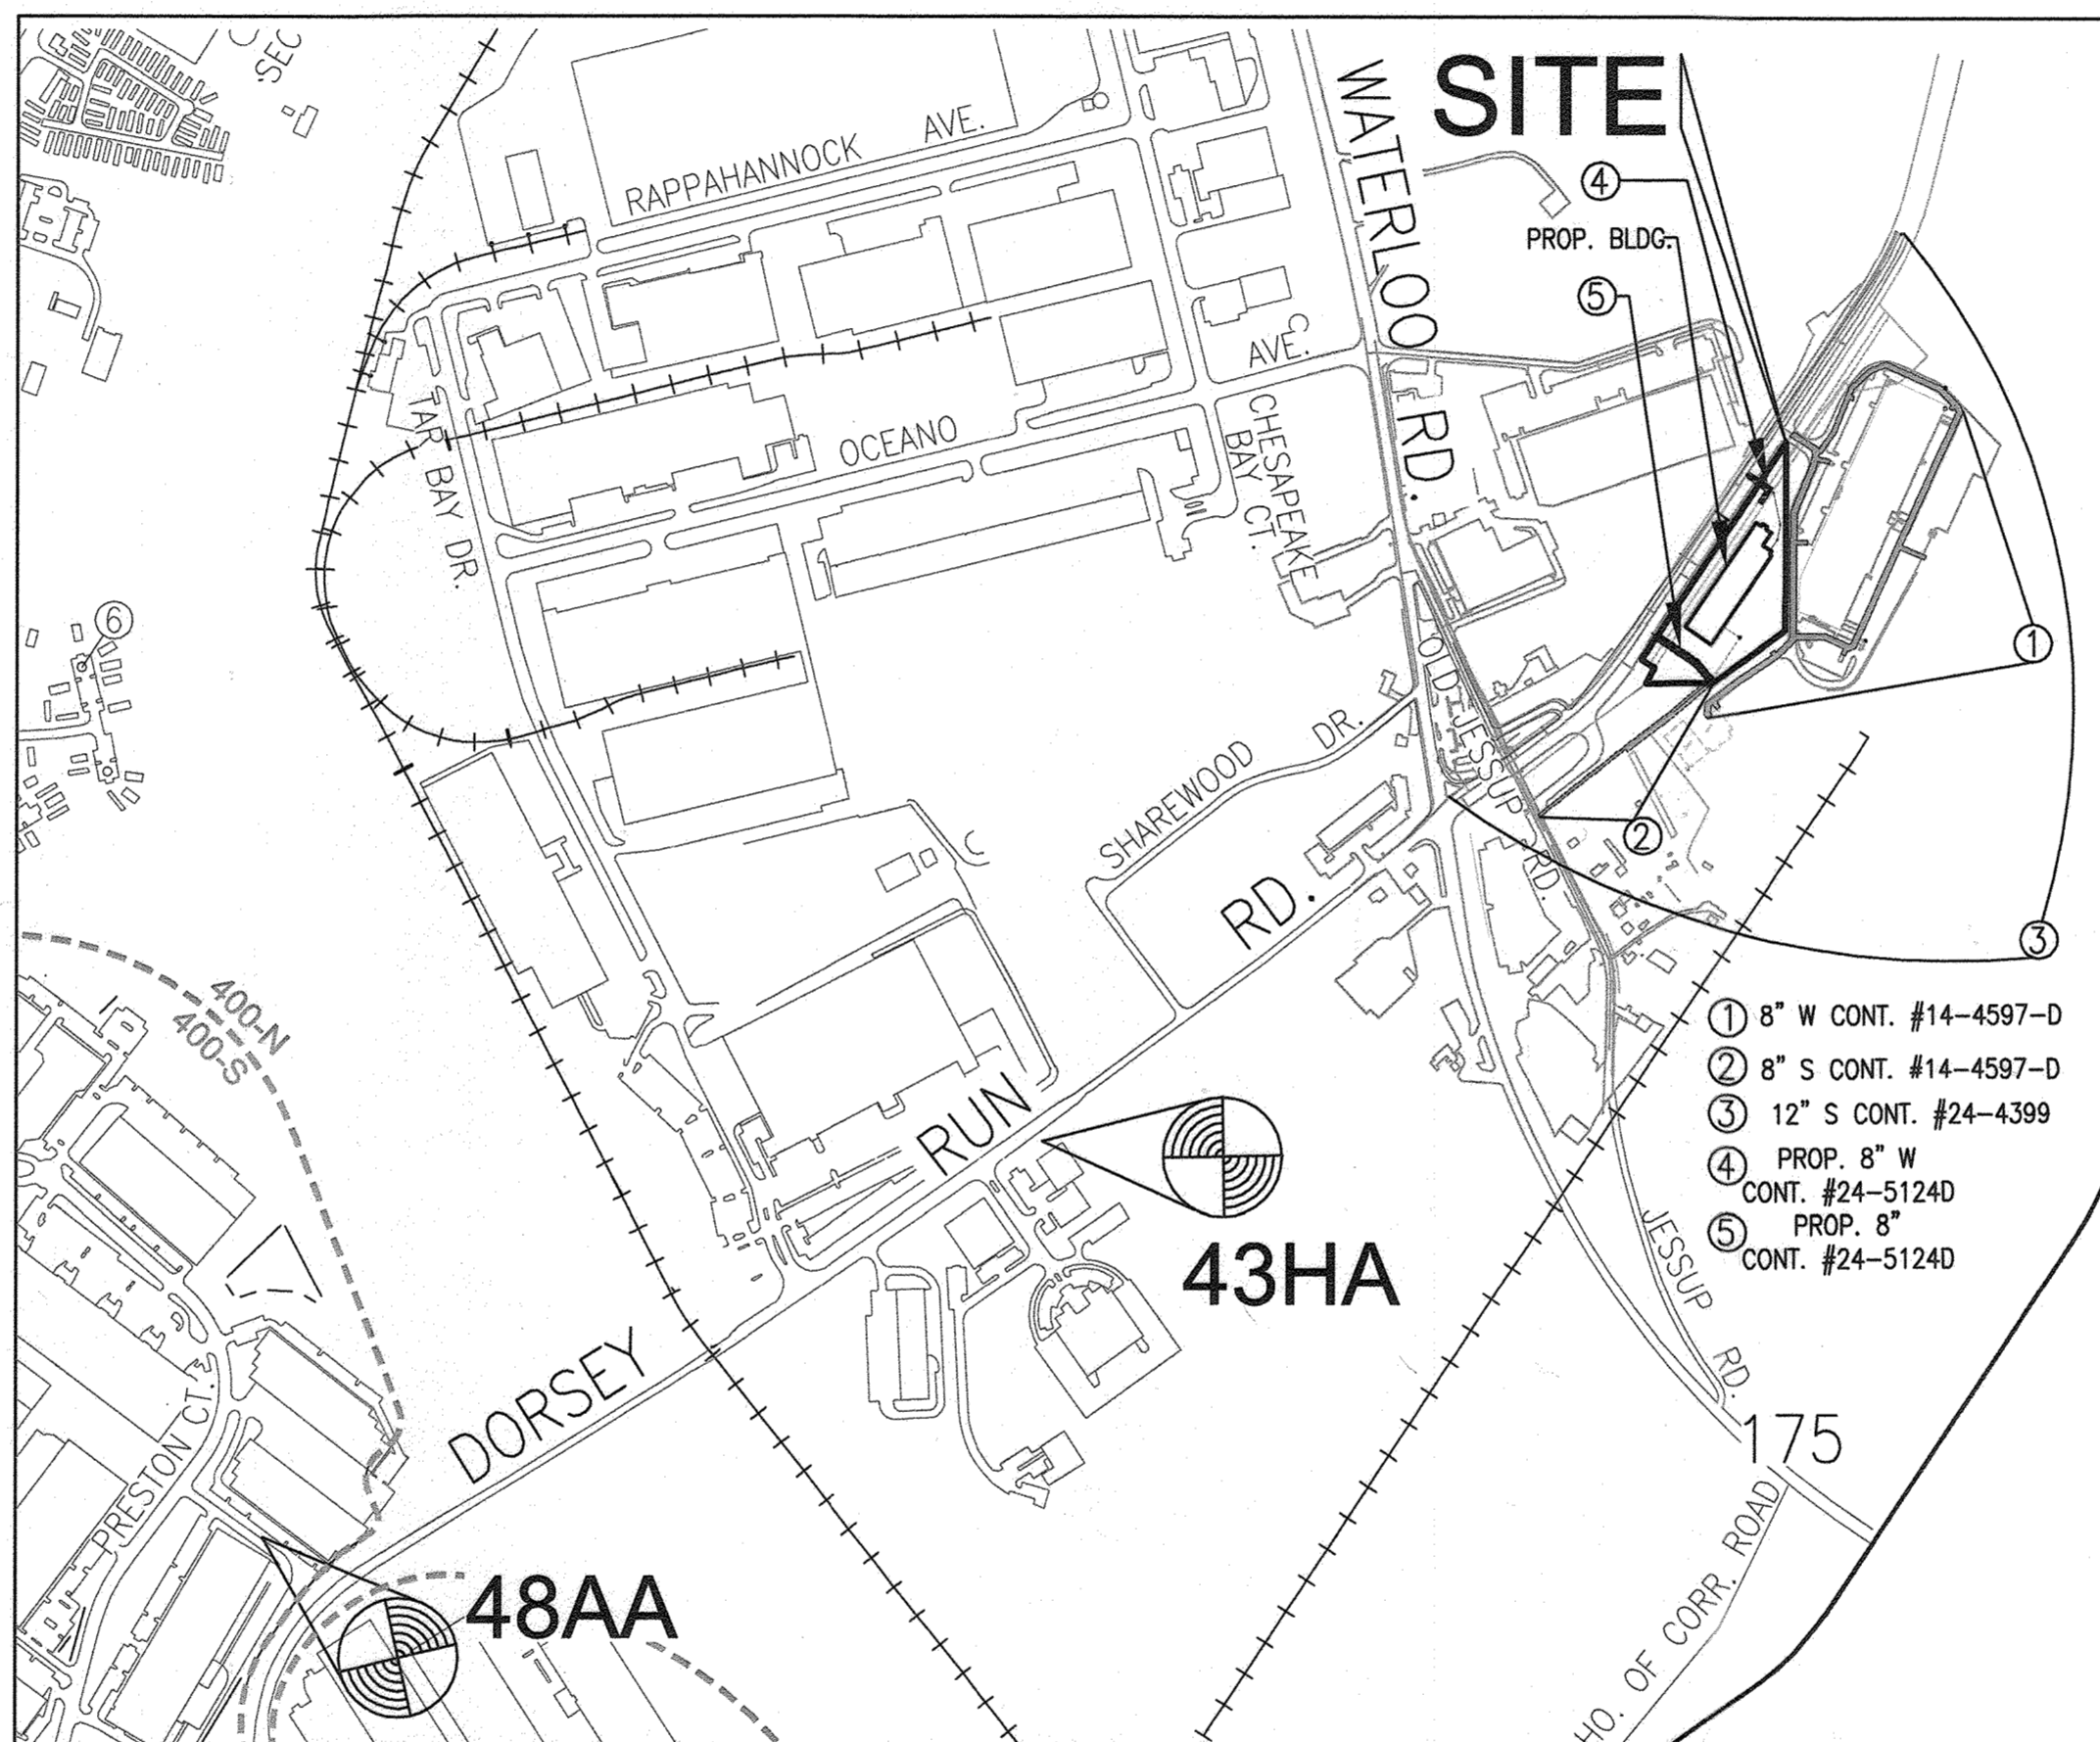 SEC
SITE
WATERLOO RD.
RAPPAHANNOCK AVE.
4
PROP. BLDG.
5
C
AVE.
TAR BAY DR.
OCEANO
CHESAPEAKE
BAY CT.
6
1
OLD JESSUP RD.
SHAREWOOD DR.
2
RD.
3
400-N
400-S
1 8" W CONT. #14-4597-D
2 8" S CONT. #14-4597-D
3 12" S CONT. #24-4399
4 PROP. 8" W
CONT. #24-5124D
5 PROP. 8"
CONT. #24-5124D
RUN
43HA
JESSUP RD.
DORSEY
PRESTON CT.
175
48AA
HO. OF CORR. ROAD